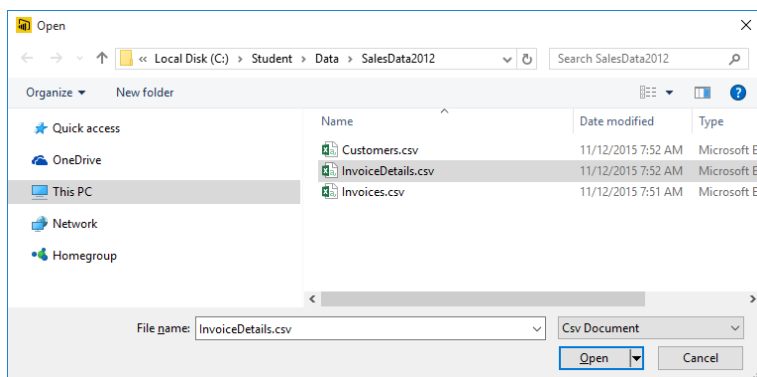 Open
« Local Disk (C:) › Student › Data › SalesData2012
Search SalesData2012
Organize
New folder
Quick access
OneDrive
This PC
Network
Homegroup
Name
Date modified
Type
Customers.csv
11/12/2015 7:52 AM
Microsoft E
InvoiceDetails.csv
11/12/2015 7:52 AM
Microsoft E
Invoices.csv
11/12/2015 7:51 AM
Microsoft E
File name:
InvoiceDetails.csv
Csv Document
Open
Cancel